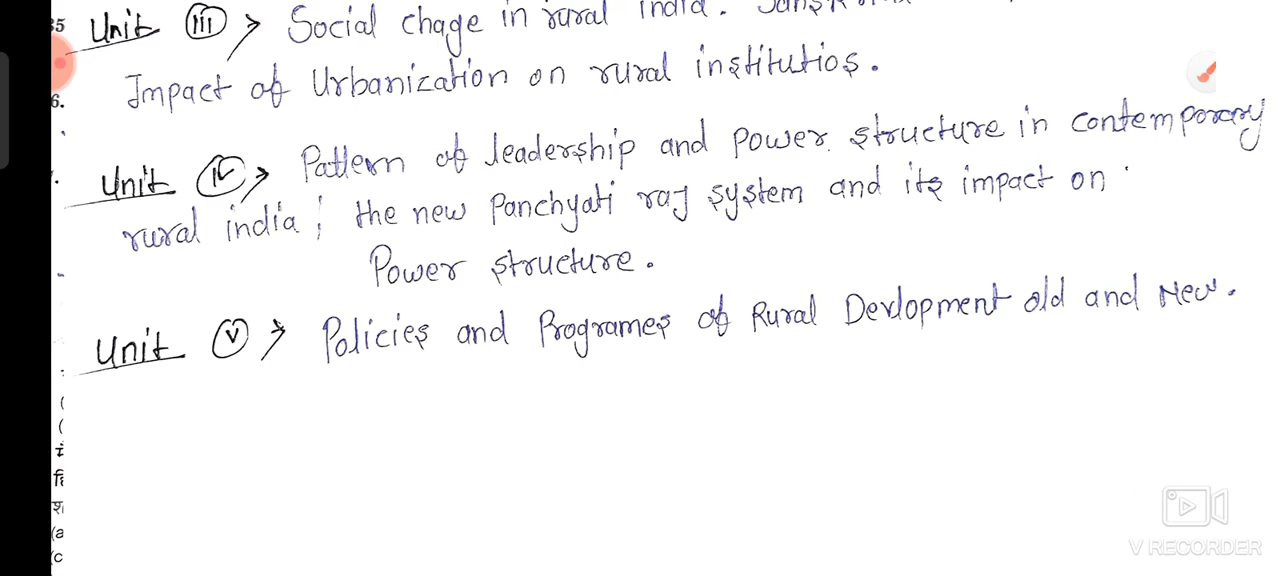 35
Unit (iii) > Social chage in rural india.
Impact of Urbanization on rural institutios.
6.
Unit (IV) > Pattern of leadership and power structure in contemporary
rural india; the new Panchyati raj system and its impact on
Power structure.
Unit (V) > Policies and Programes of Rural Devlopment old and New.
(
(
(a
(c
V RECORDER